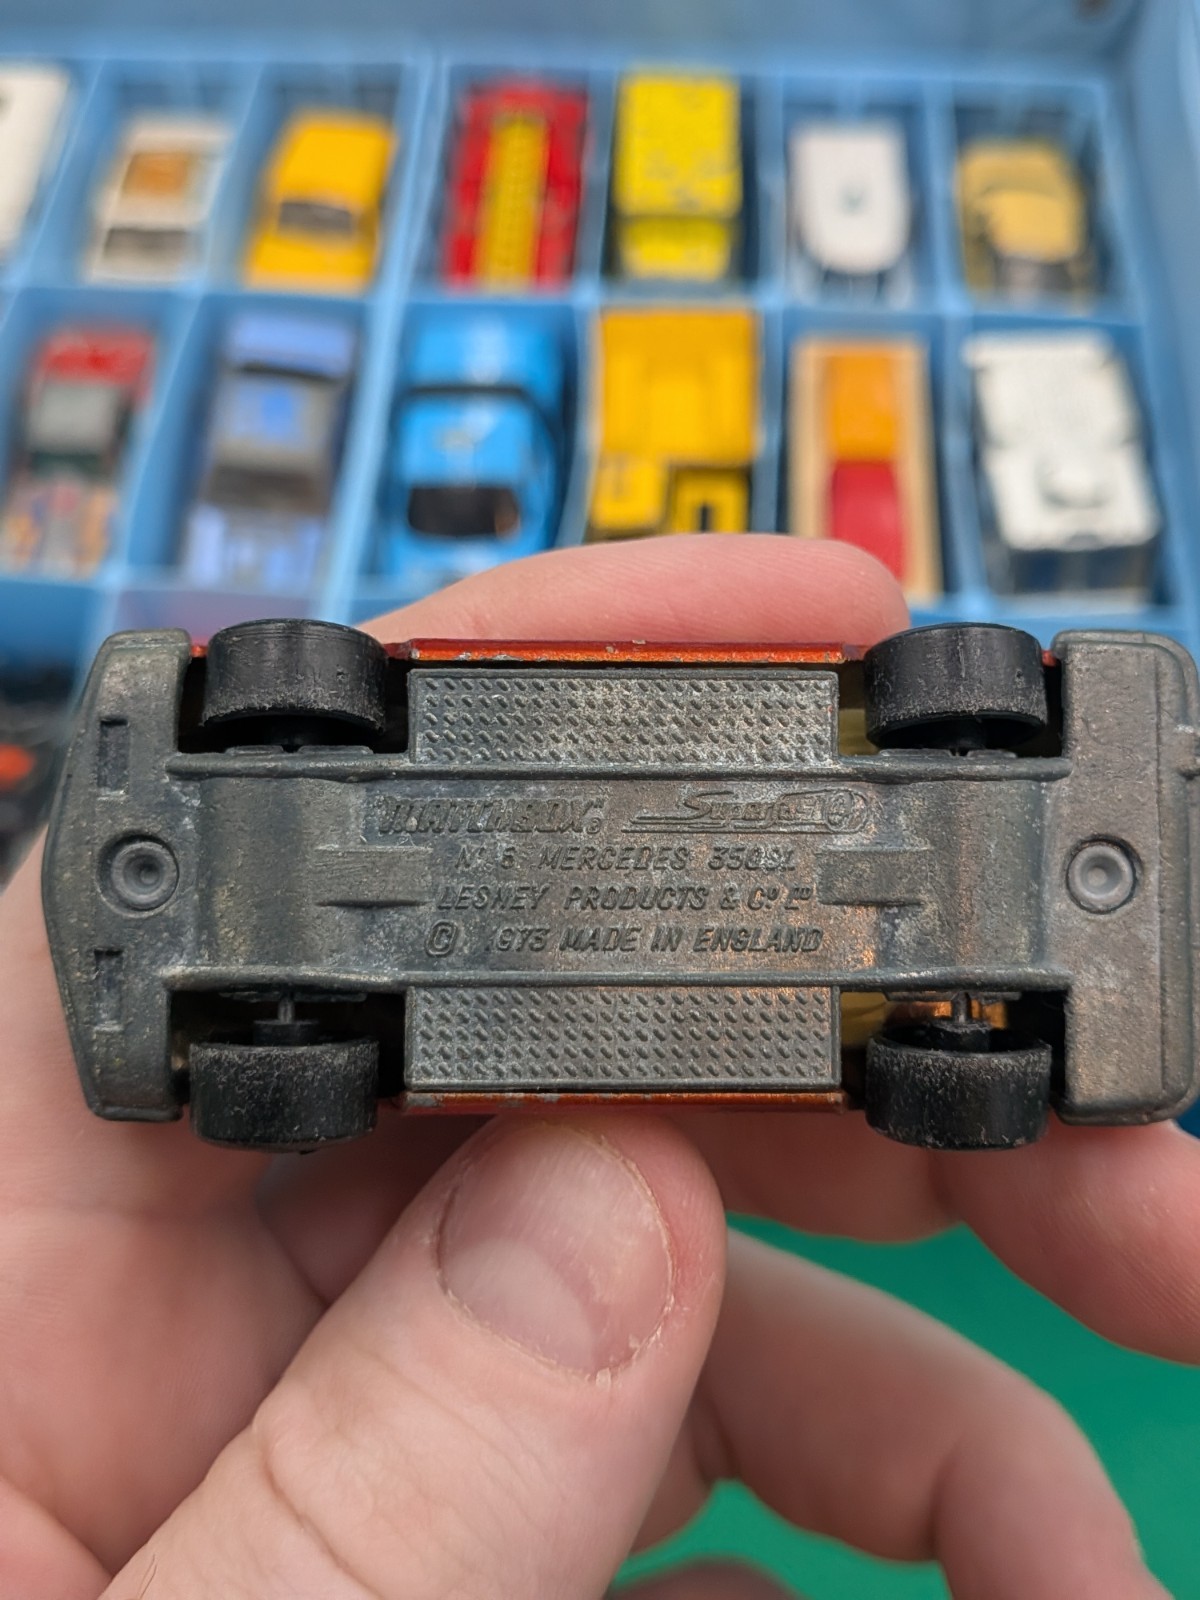 "MATCHBOX"® Superfast
Nº 6 MERCEDES 350SL
LESNEY PRODUCTS & Cº Lᴰ
© 1973 MADE IN ENGLAND